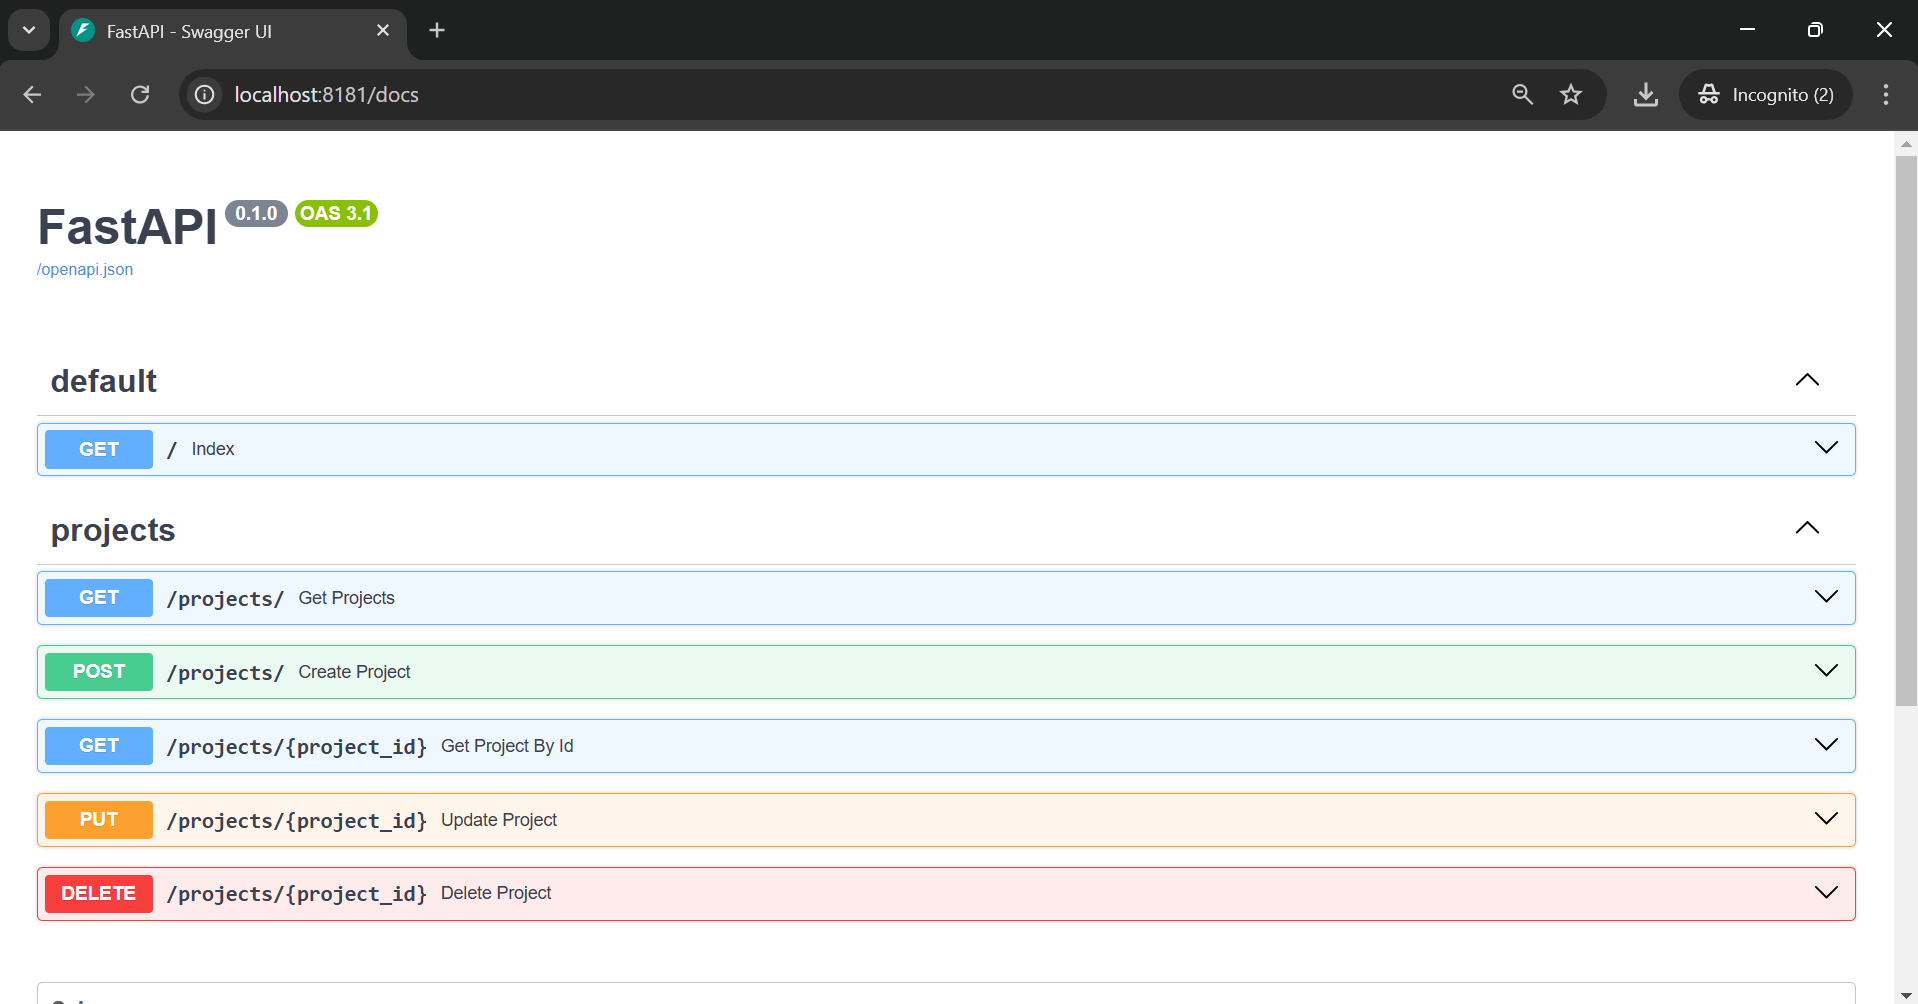 FastAPI - Swagger UI
localhost:8181/docs
Incognito (2)
FastAPI 0.1.0 OAS 3.1
/openapi.json
default
GET / Index
projects
GET /projects/ Get Projects
POST /projects/ Create Project
GET /projects/{project_id} Get Project By Id
PUT /projects/{project_id} Update Project
DELETE /projects/{project_id} Delete Project